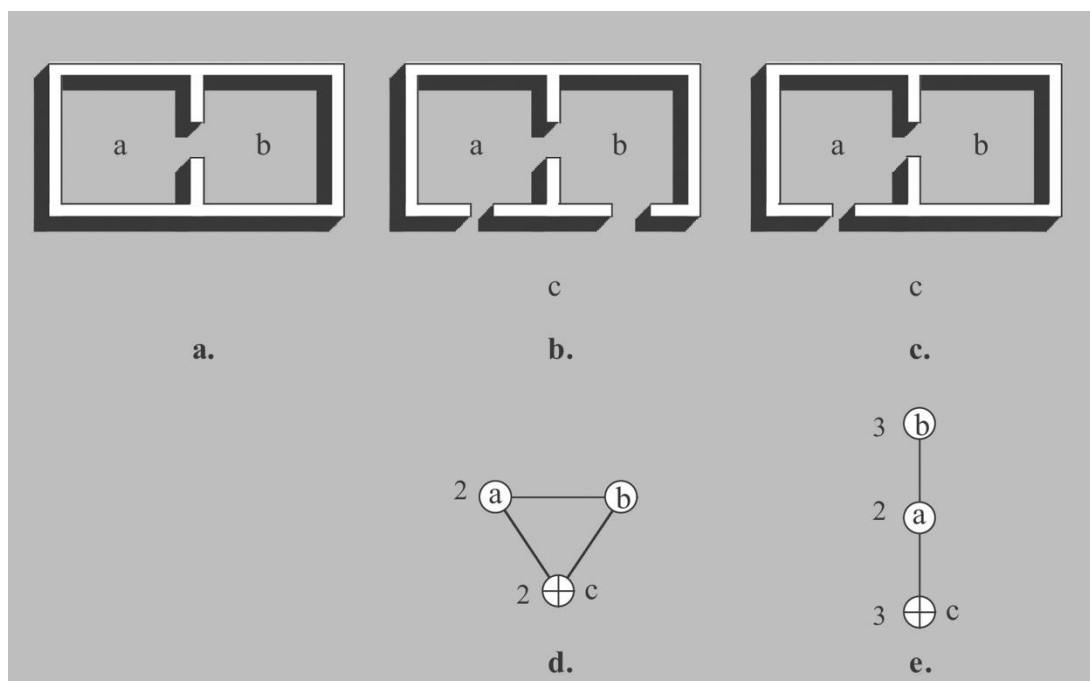 a b a b a b
c c
a. b. c.
3 b
2 a b 2 a
2 c 3 c
d. e.